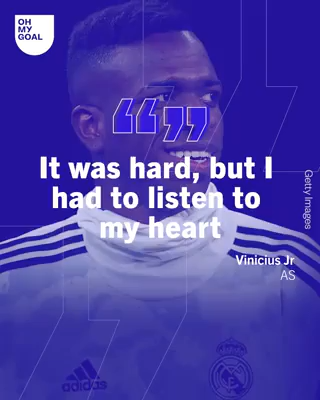 OH
MY
GOAL
It was hard, but I
had to listen to
my heart
Getty Images
Vinicius Jr
AS
adidas